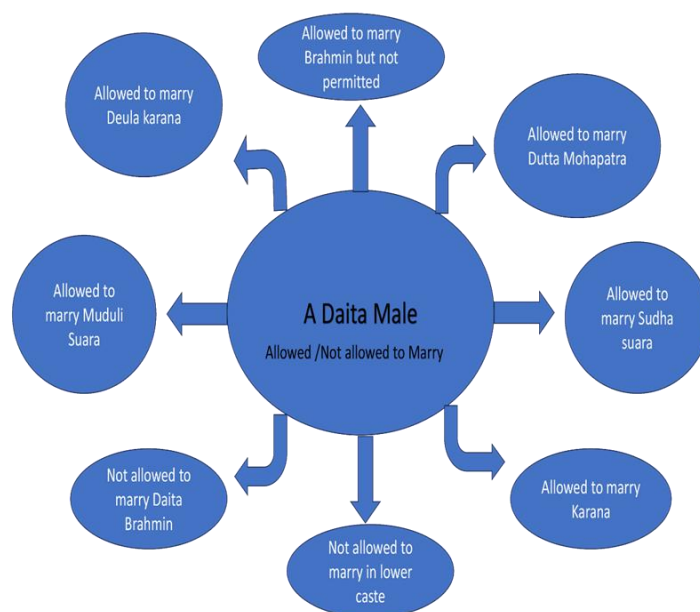 Allowed to marry
Brahmin but not
permitted
Allowed to marry
Deula karana
Allowed to marry
Dutta Mohapatra
Allowed to
marry Muduli
Suara
A Daita Male
Allowed /Not allowed to Marry
Allowed to
marry Sudha
suara
Not allowed to
marry Daita
Brahmin
Allowed to marry
Karana
Not allowed to
marry in lower
caste